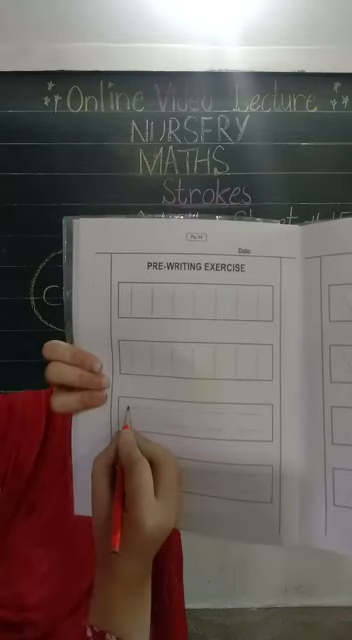 Online Video Lecture
NURSERY
MATHS
Strokes
Date:
PRE-WRITING EXERCISE
C